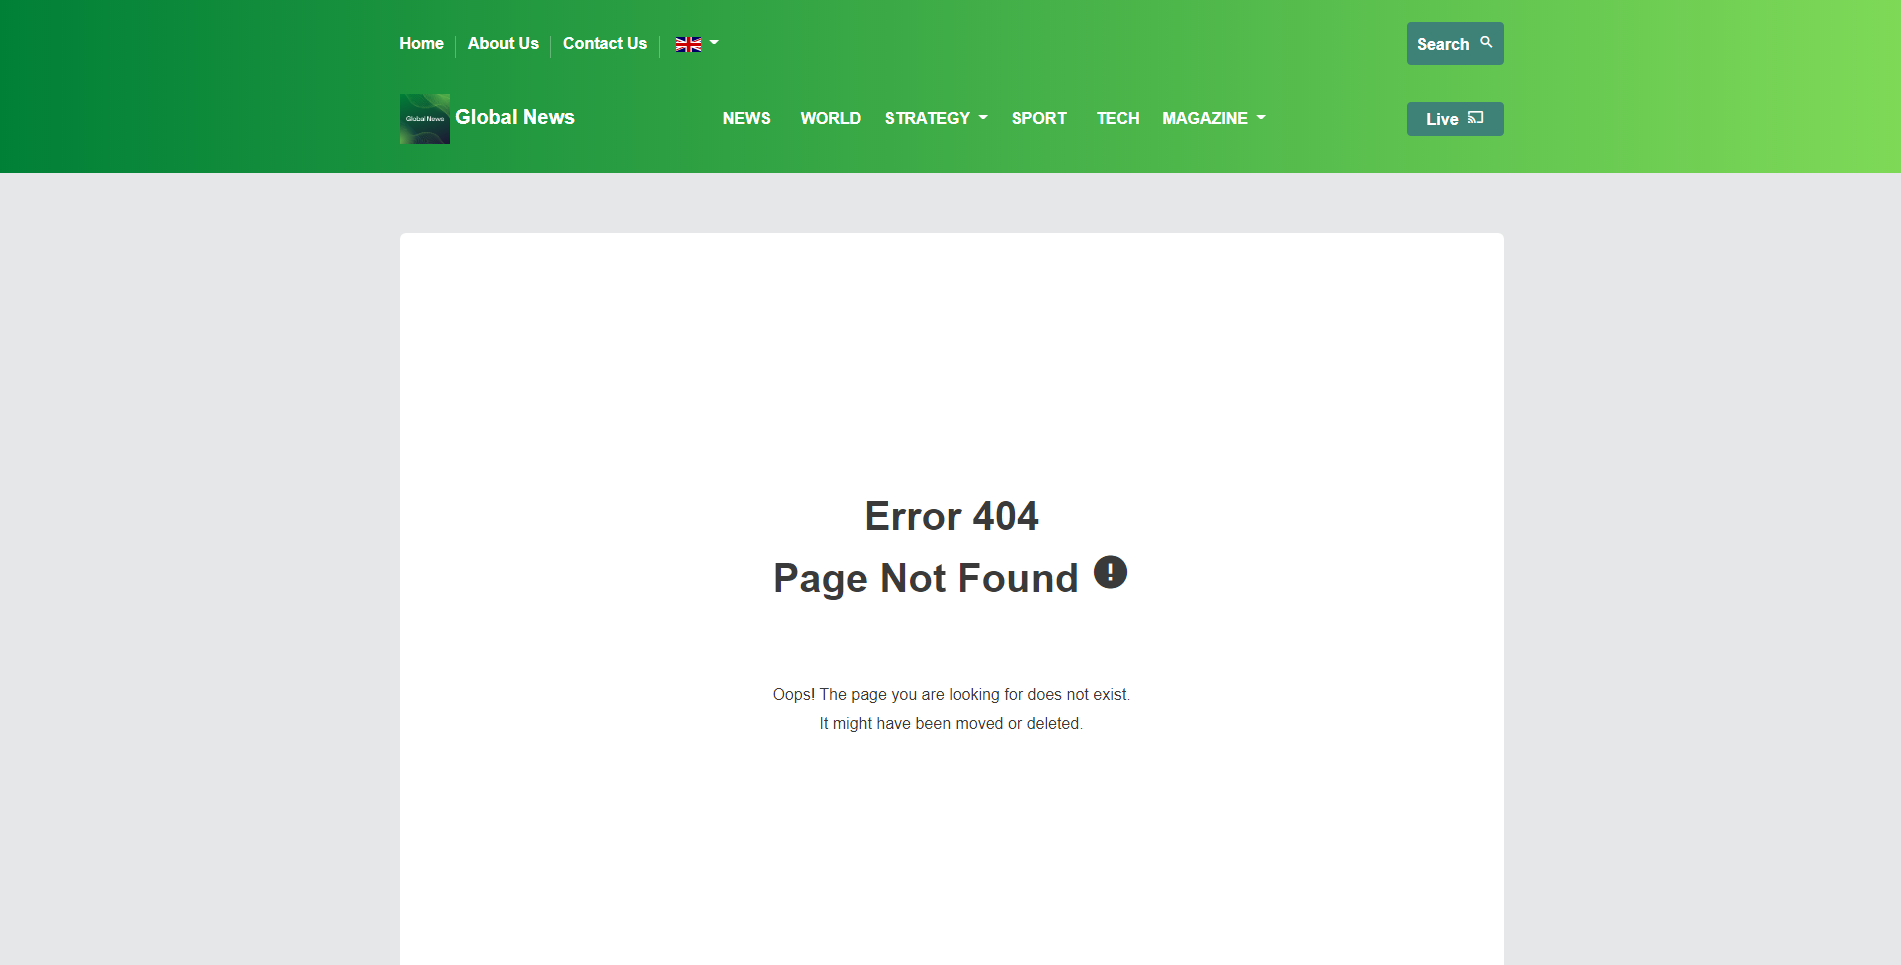 Home
About Us
Contact Us
Search
Global News
Global News
NEWS
WORLD
STRATEGY
SPORT
TECH
MAGAZINE
Live
Error 404
Page Not Found
Oops! The page you are looking for does not exist.
It might have been moved or deleted.